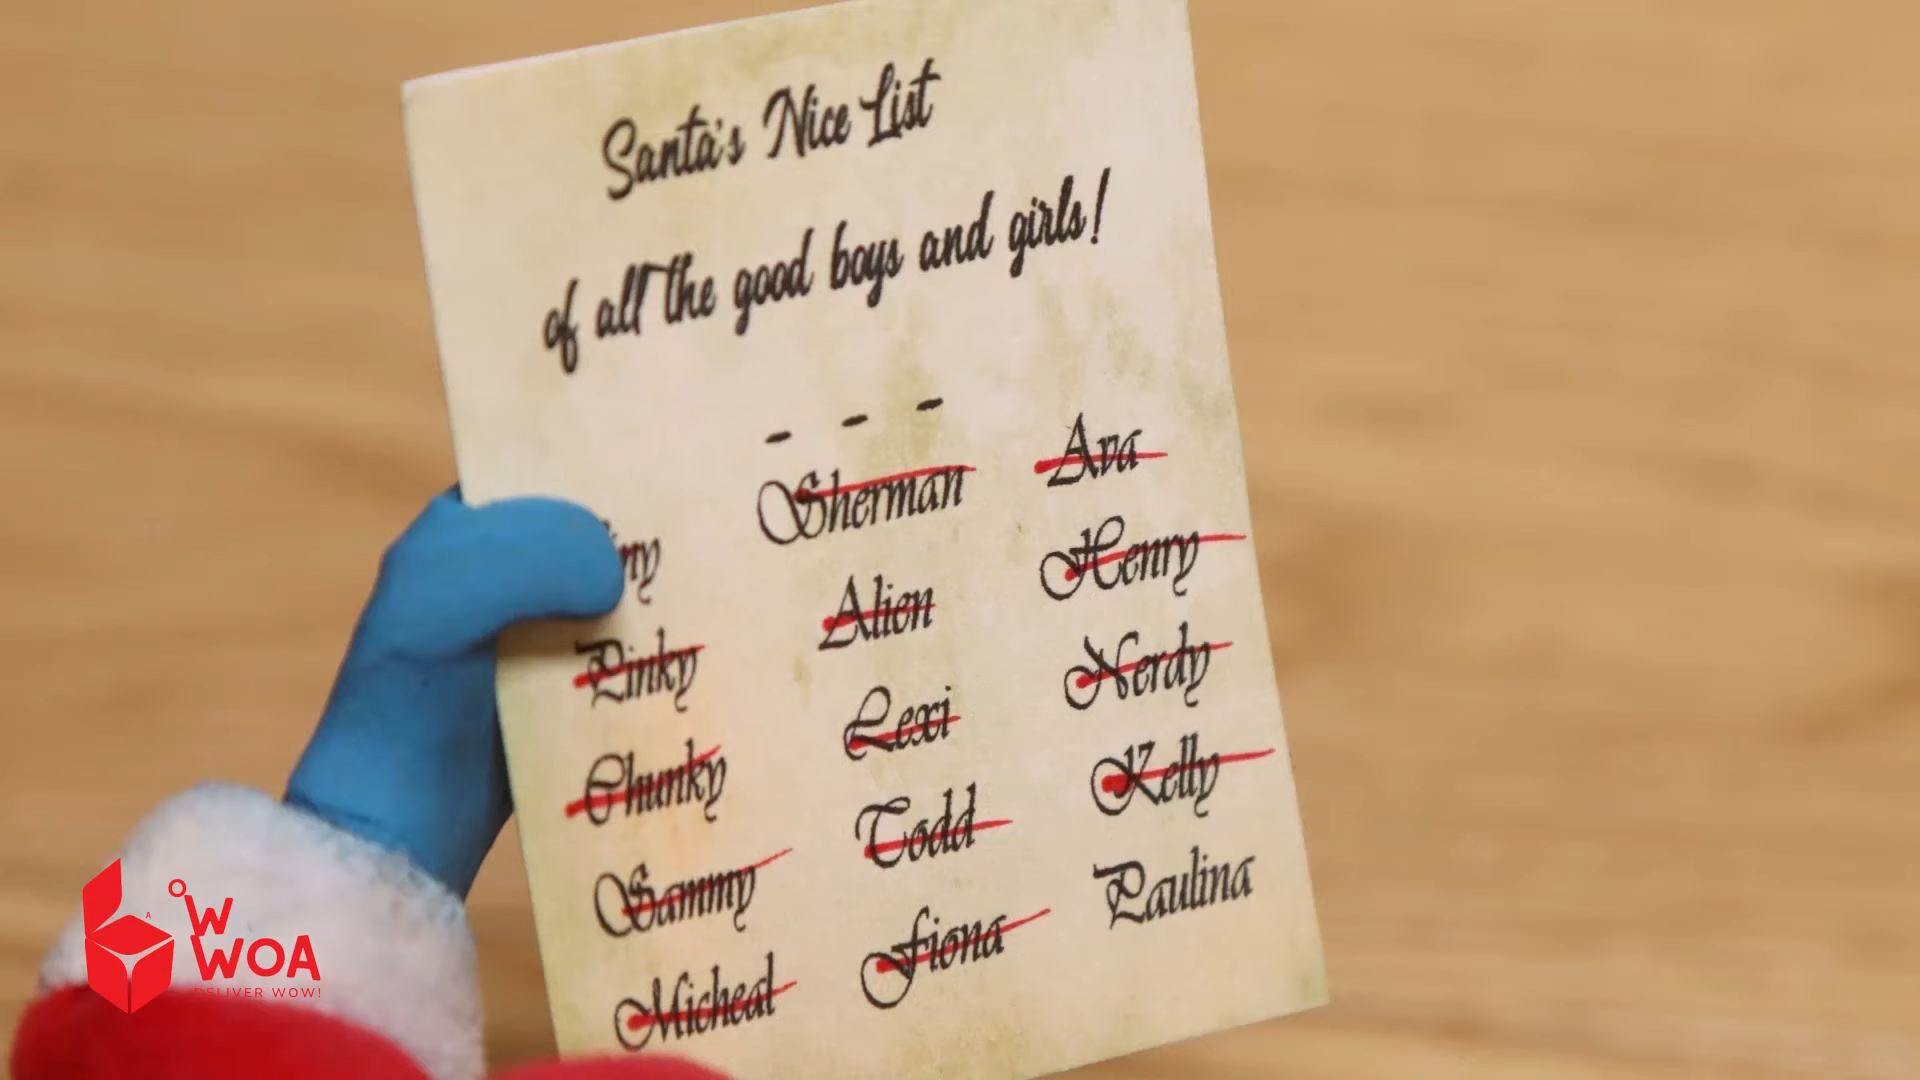 Santa's Nice List
of all the good boys and girls!
- - -
Pinky
Chunky
Sammy
Micheal
Sherman
Alien
Lexi
Todd
Fiona
Ava
Henry
Nerdy
Kelly
Paulina
W
WOA
DELIVER WOW!